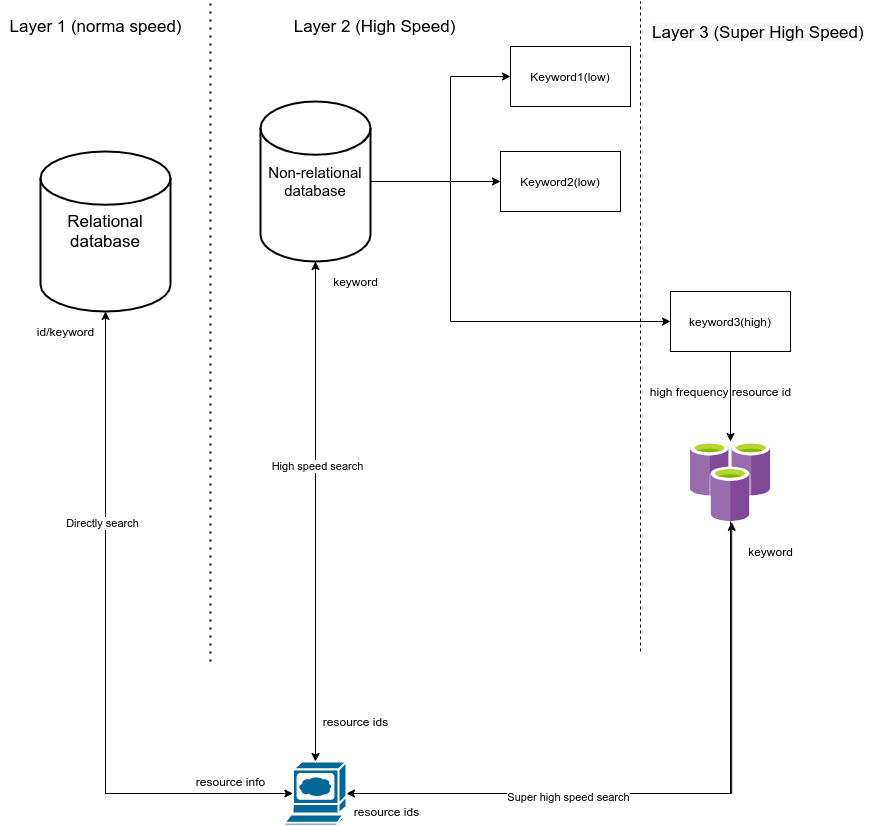 Layer 1 (norma speed)
Layer 2 (High Speed)
Layer 3 (Super High Speed)
Keyword1(low)
Non-relational
database
Keyword2(low)
Relational
database
keyword
id/keyword
keyword3(high)
high frequency resource id
High speed search
Directly search
keyword
resource ids
resource info
Super high speed search
resource ids